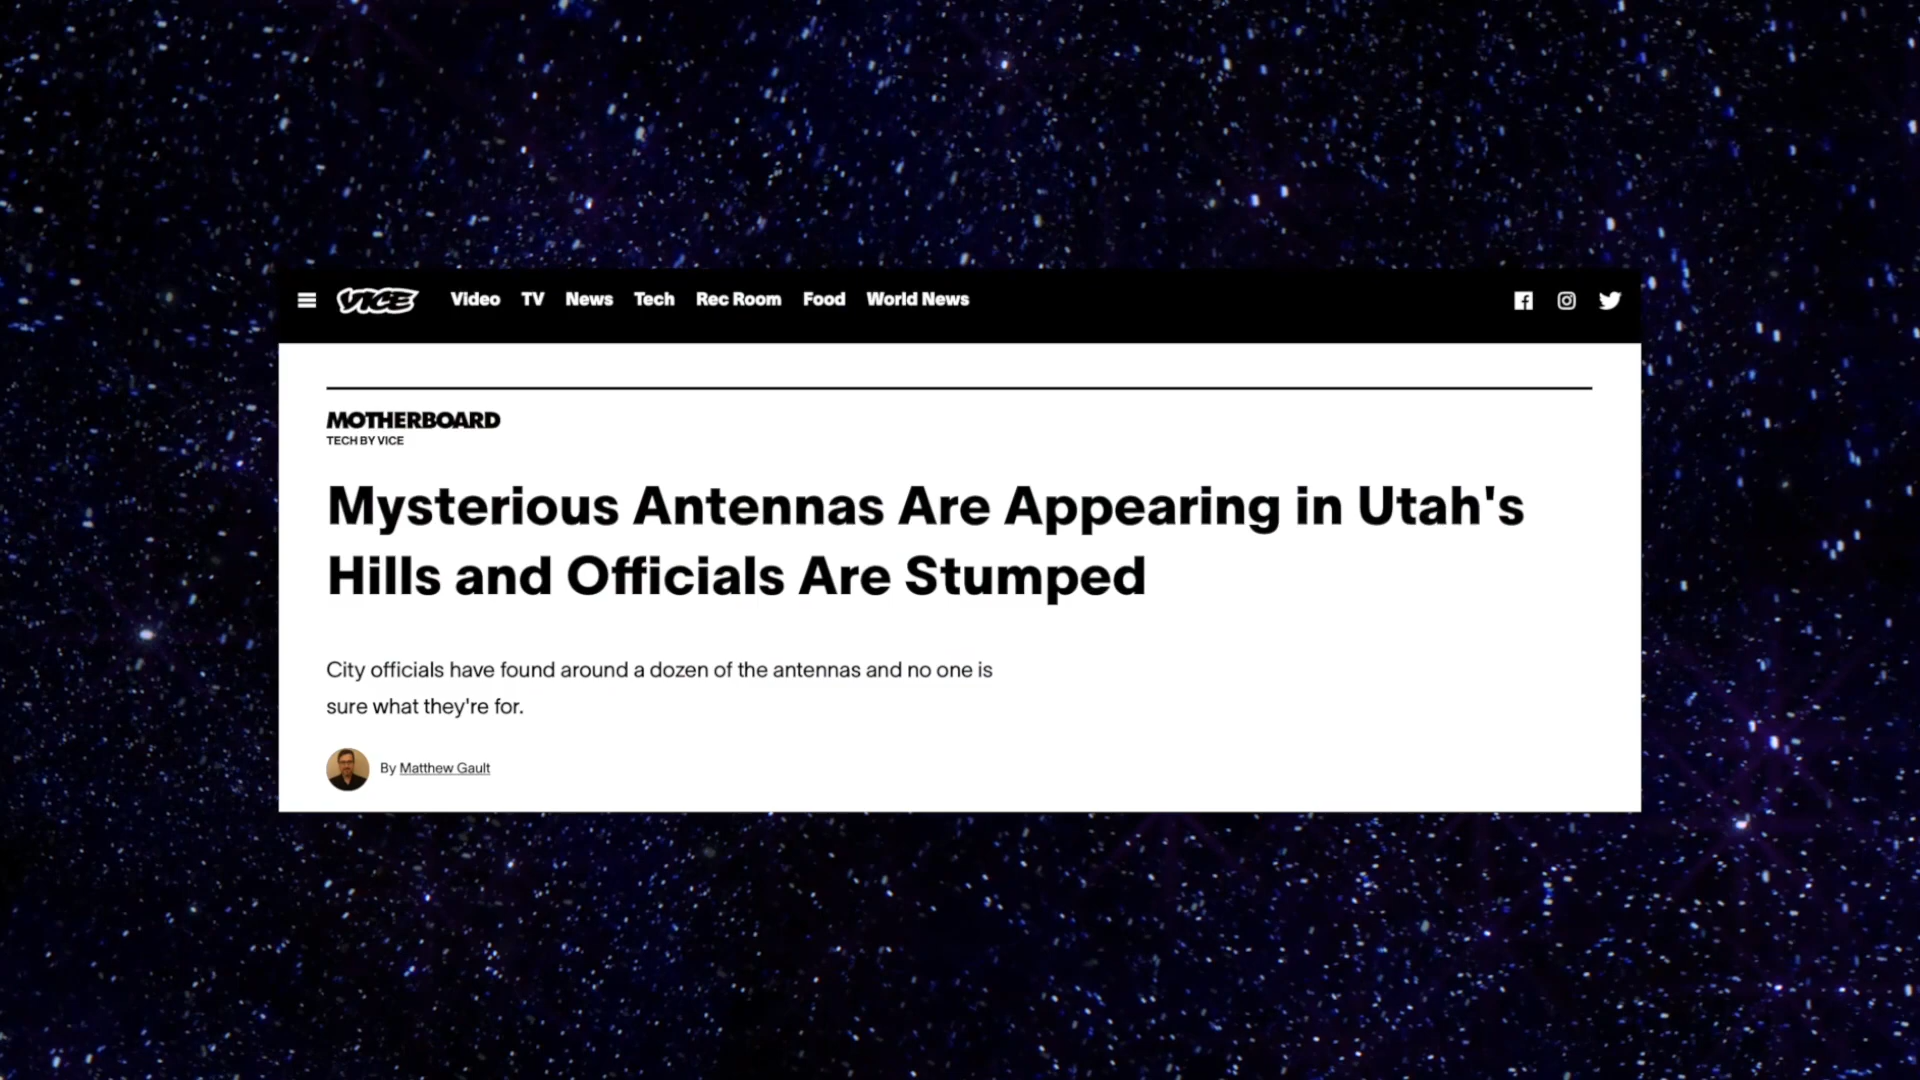 VICE Video TV News Tech Rec Room Food World News
MOTHERBOARD
TECH BY VICE
Mysterious Antennas Are Appearing in Utah's
Hills and Officials Are Stumped
City officials have found around a dozen of the antennas and no one is
sure what they're for.
By Matthew Gault